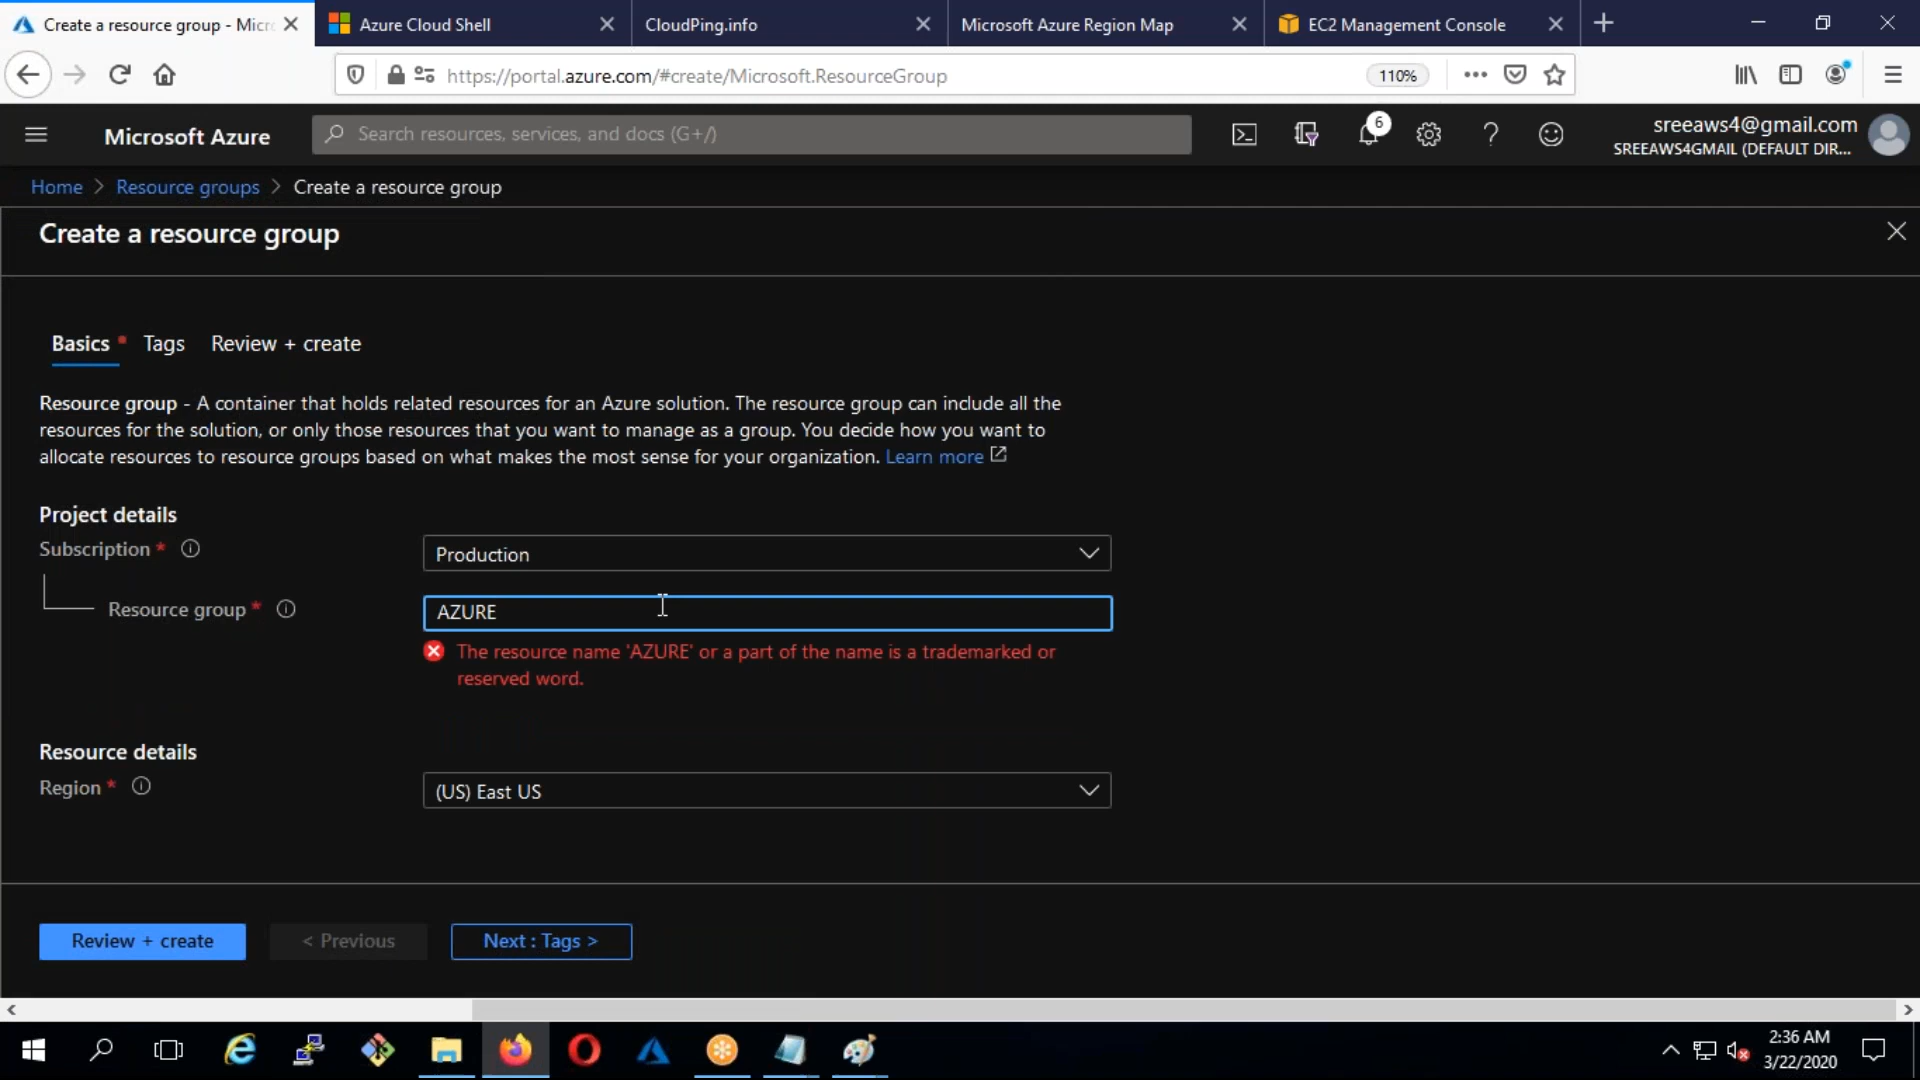 Create a resource group - Micr
Azure Cloud Shell
CloudPing.info
Microsoft Azure Region Map
EC2 Management Console
https://portal.azure.com/#create/Microsoft.ResourceGroup
110%
Microsoft Azure
Search resources, services, and docs (G+/)
6
sreeaws4@gmail.com
SREEAWS4GMAIL (DEFAULT DIR...
Home > Resource groups > Create a resource group
Create a resource group
Basics * Tags Review + create
Resource group - A container that holds related resources for an Azure solution. The resource group can include all the
resources for the solution, or only those resources that you want to manage as a group. You decide how you want to
allocate resources to resource groups based on what makes the most sense for your organization. Learn more
Project details
Subscription *
Production
Resource group *
AZURE
The resource name 'AZURE' or a part of the name is a trademarked or
reserved word.
Resource details
Region *
(US) East US
Review + create
< Previous
Next : Tags >
2:36 AM
3/22/2020